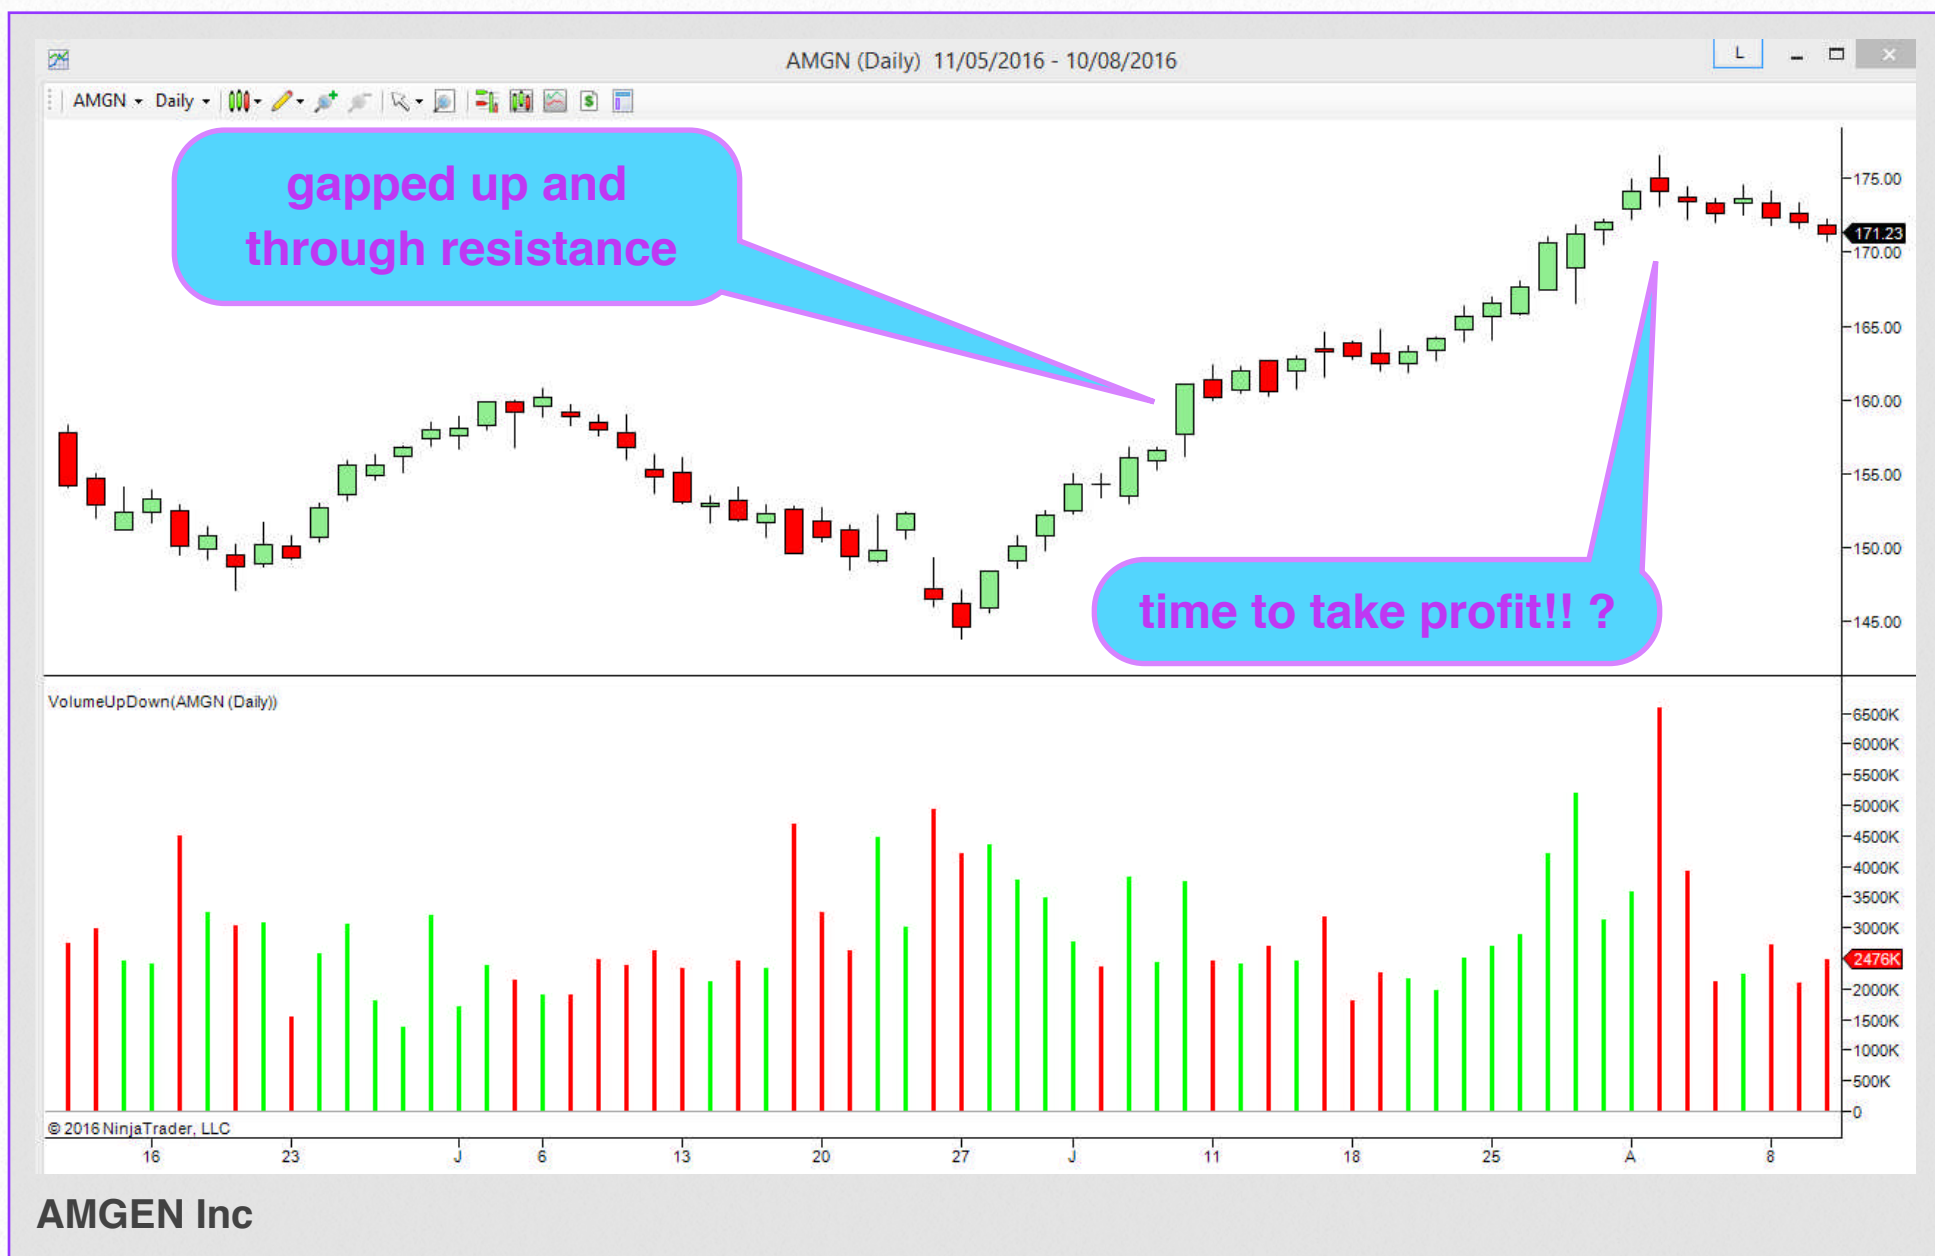 AMGN (Daily) 11/05/2016 - 10/08/2016
L
AMGN Daily
gapped up and
through resistance
175.00
171.23
170.00
165.00
160.00
155.00
150.00
145.00
time to take profit!! ?
VolumeUpDown(AMGN (Daily))
6500K
6000K
5500K
5000K
4500K
4000K
3500K
3000K
2476K
2000K
1500K
1000K
500K
0
© 2016 NinjaTrader, LLC
16 23 J 6 13 20 27 J 11 18 25 A 8
AMGEN Inc